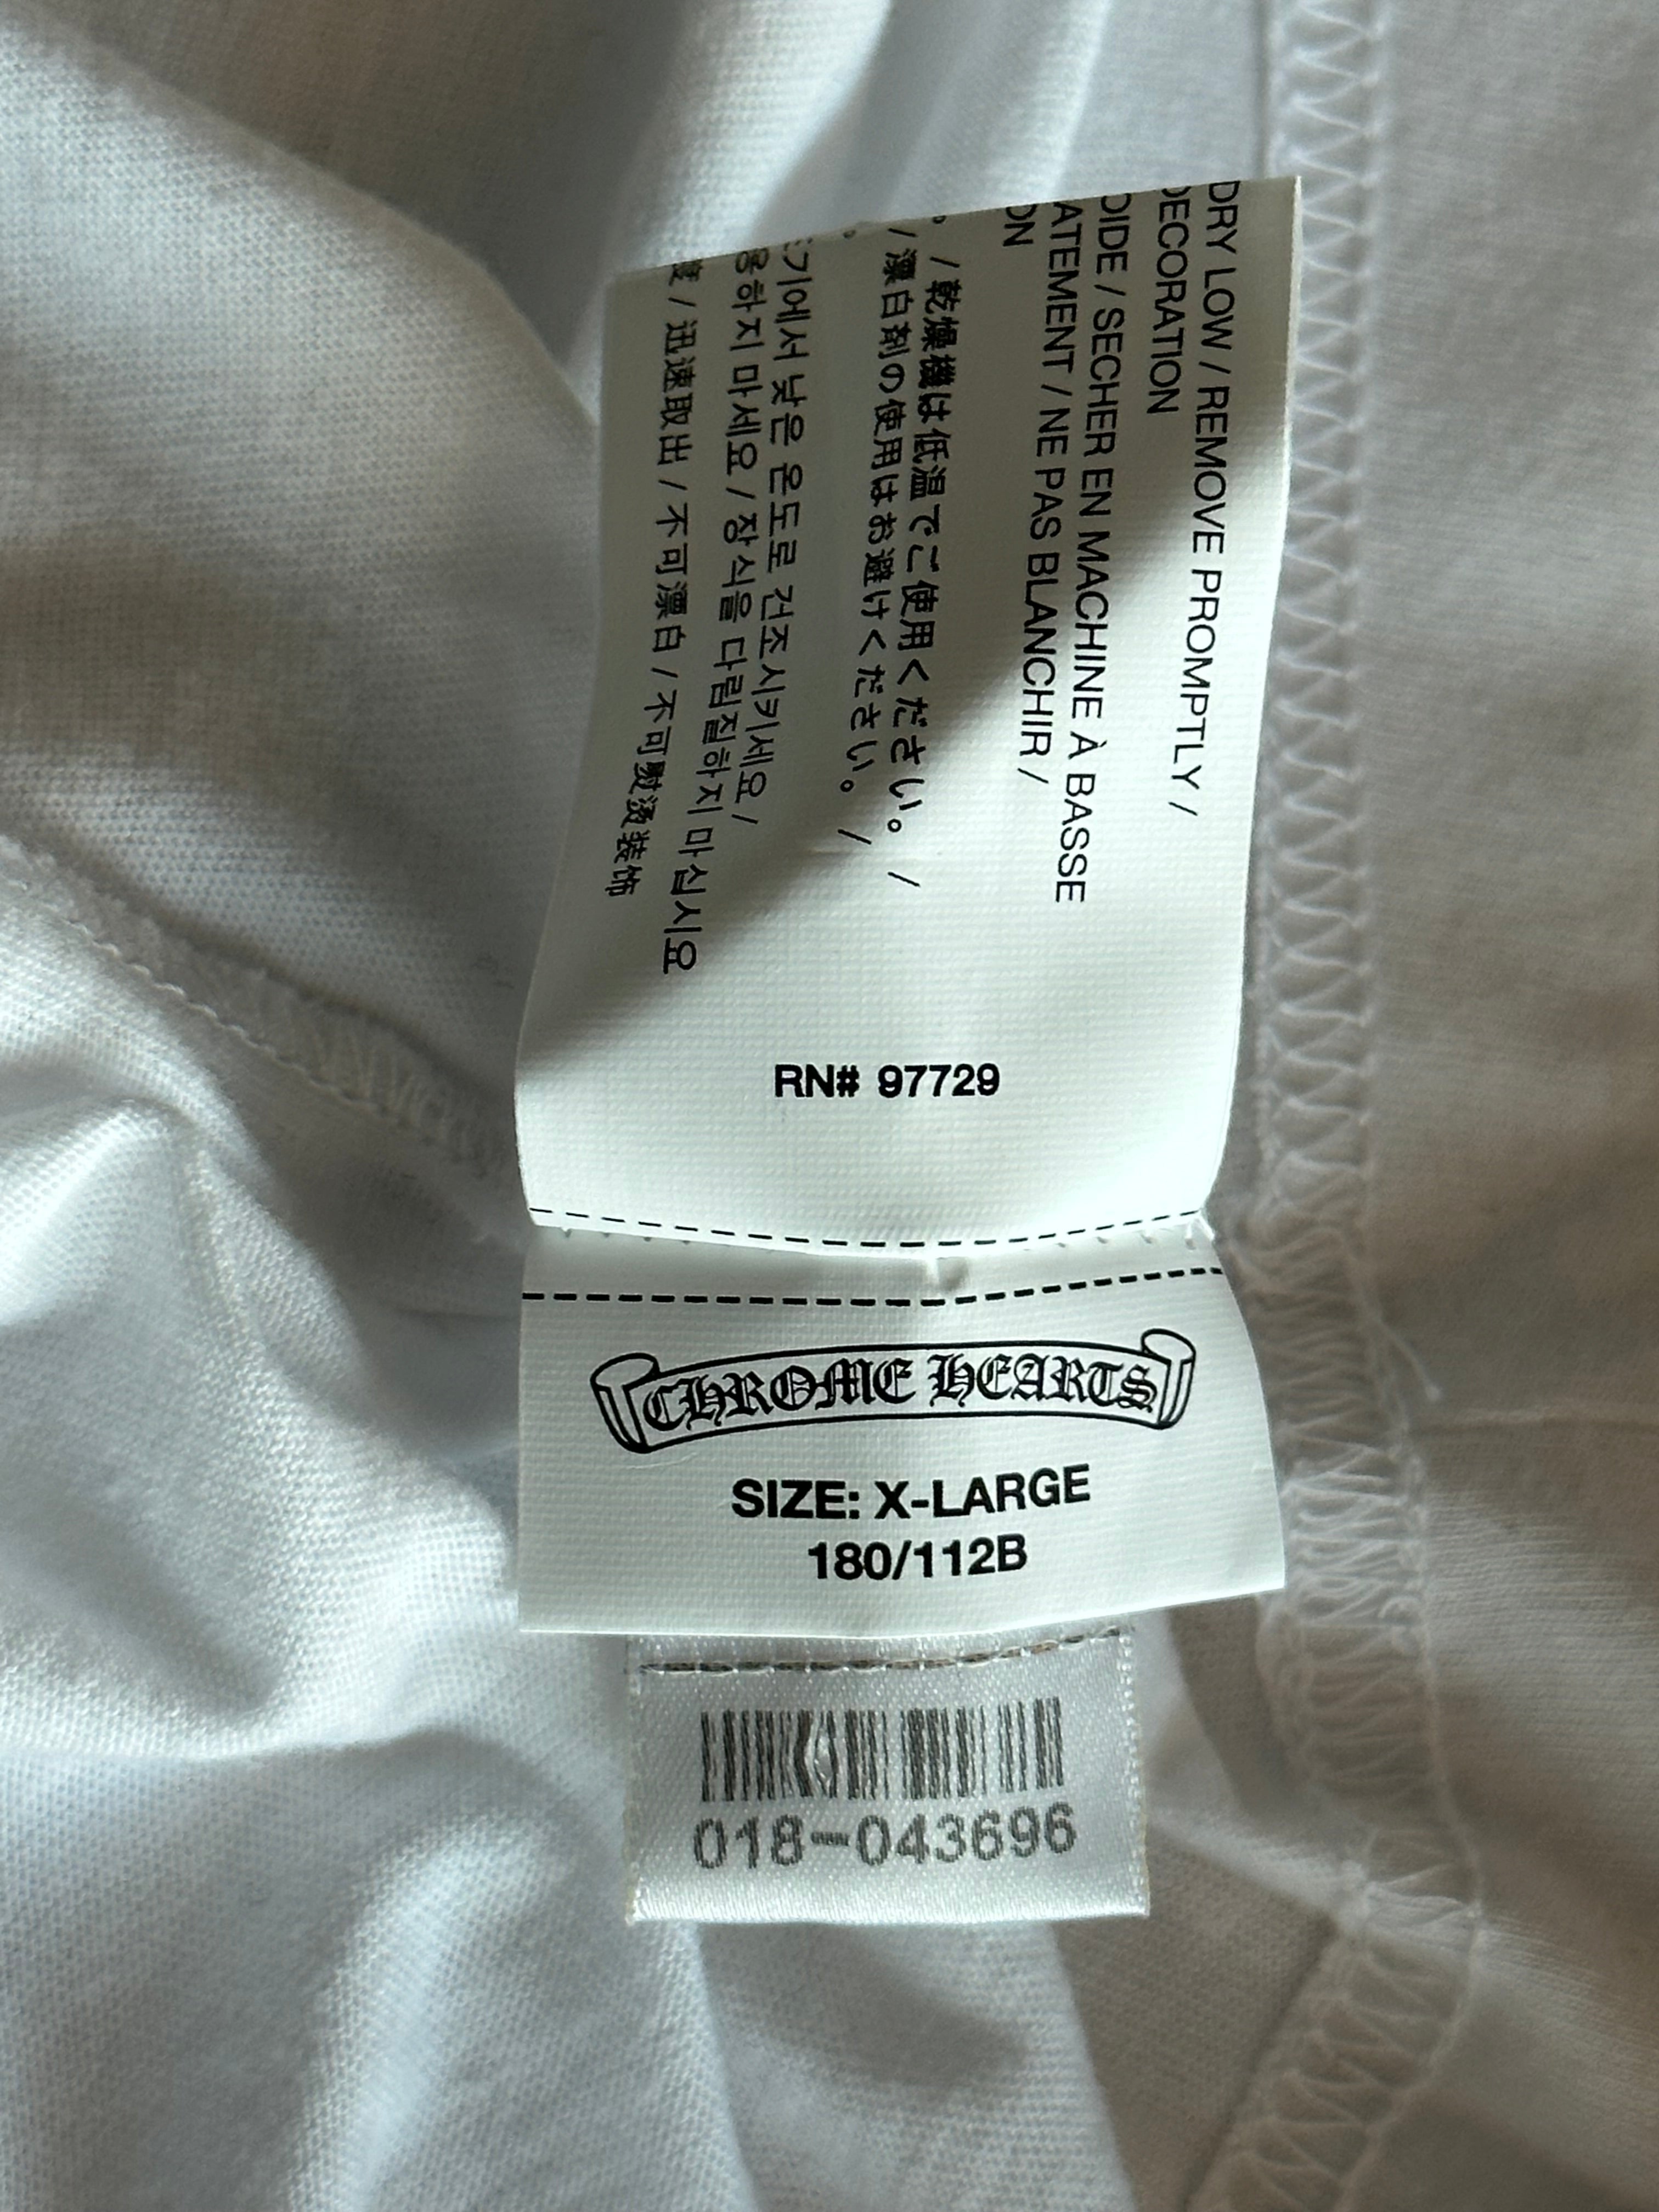 DRY LOW / REMOVE PROMPTLY /
DECORATION
OIDE / SECHER EN MACHINE À BASSE
ATEMENT / NE PAS BLANCHIR /
ON
。/ 乾燥機は低温でご使用ください。/
/ 漂白剤の使用はお避けください。/
。
기에서 낮은 온도로 건조시키세요/
용하지 마세요 / 장식을 다림질하지 마십시요
/ 迅速取出 / 不可漂白 / 不可熨烫装饰
RN# 97729
CHROME HEARTS
SIZE: X-LARGE
180/112B
018-043696